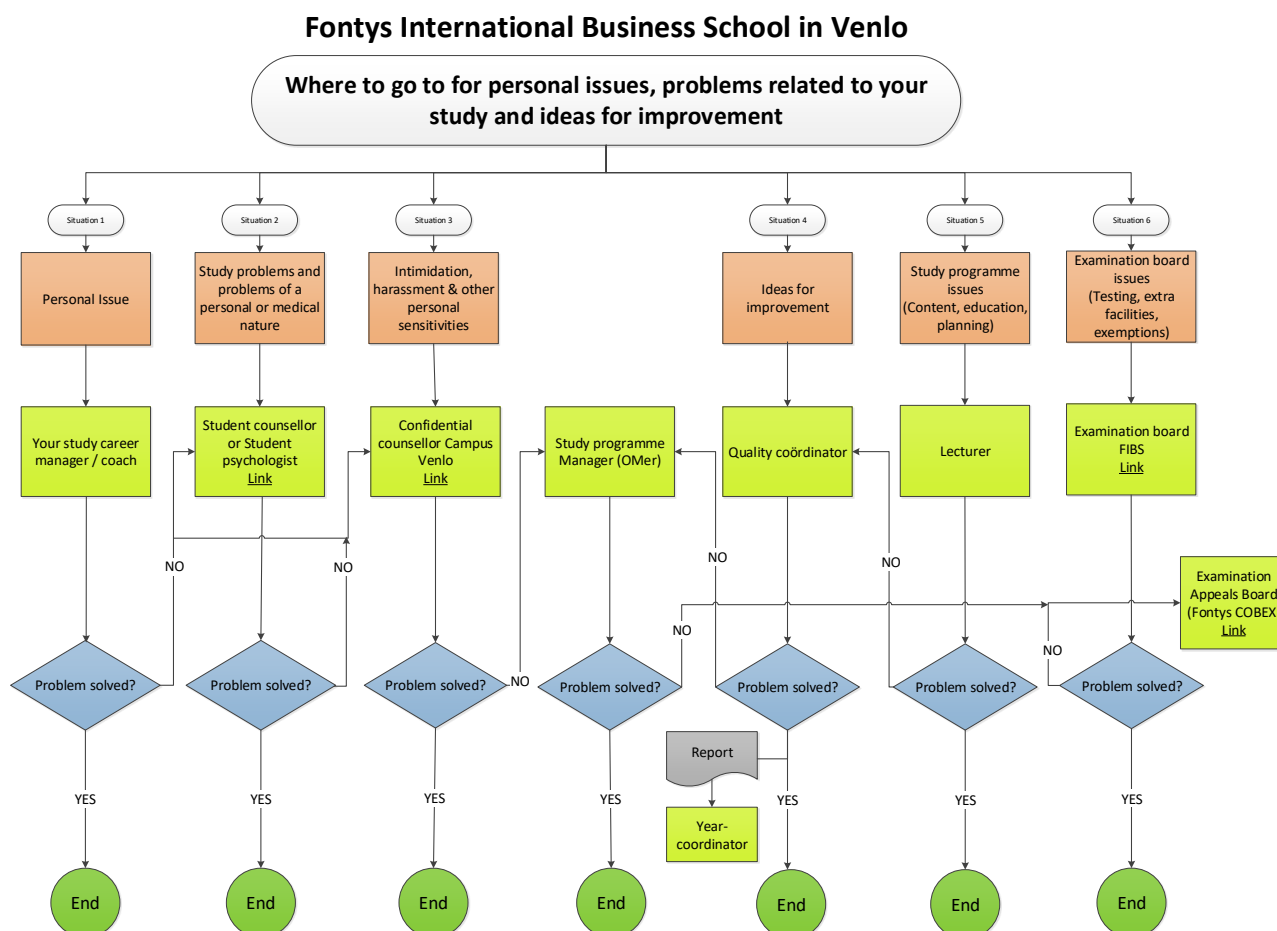 Fontys International Business School in Venlo
Where to go to for personal issues, problems related to your
study and ideas for improvement
Situation 1
Situation 2
Situation 3
Situation 4
Situation 5
Situation 6
Personal Issue
Study problems and
problems of a
personal or medical
nature
Intimidation,
harassment & other
personal
sensitivities
Ideas for
improvement
Study programme
issues
(Content, education,
planning)
Examination board
issues
(Testing, extra
facilities,
exemptions)
Your study career
manager / coach
Student counsellor
or Student
psychologist
Link
Confidential
counsellor Campus
Venlo
Link
Study programme
Manager (OMer)
Quality coördinator
Lecturer
Examination board
FIBS
Link
NO
NO
NO
NO
Examination
Appeals Board
(Fontys COBEX
Link
NO
NO
NO
Problem solved?
Problem solved?
Problem solved?
Problem solved?
Problem solved?
Problem solved?
Problem solved?
Report
Year-
coordinator
YES
YES
YES
YES
YES
YES
YES
End
End
End
End
End
End
End